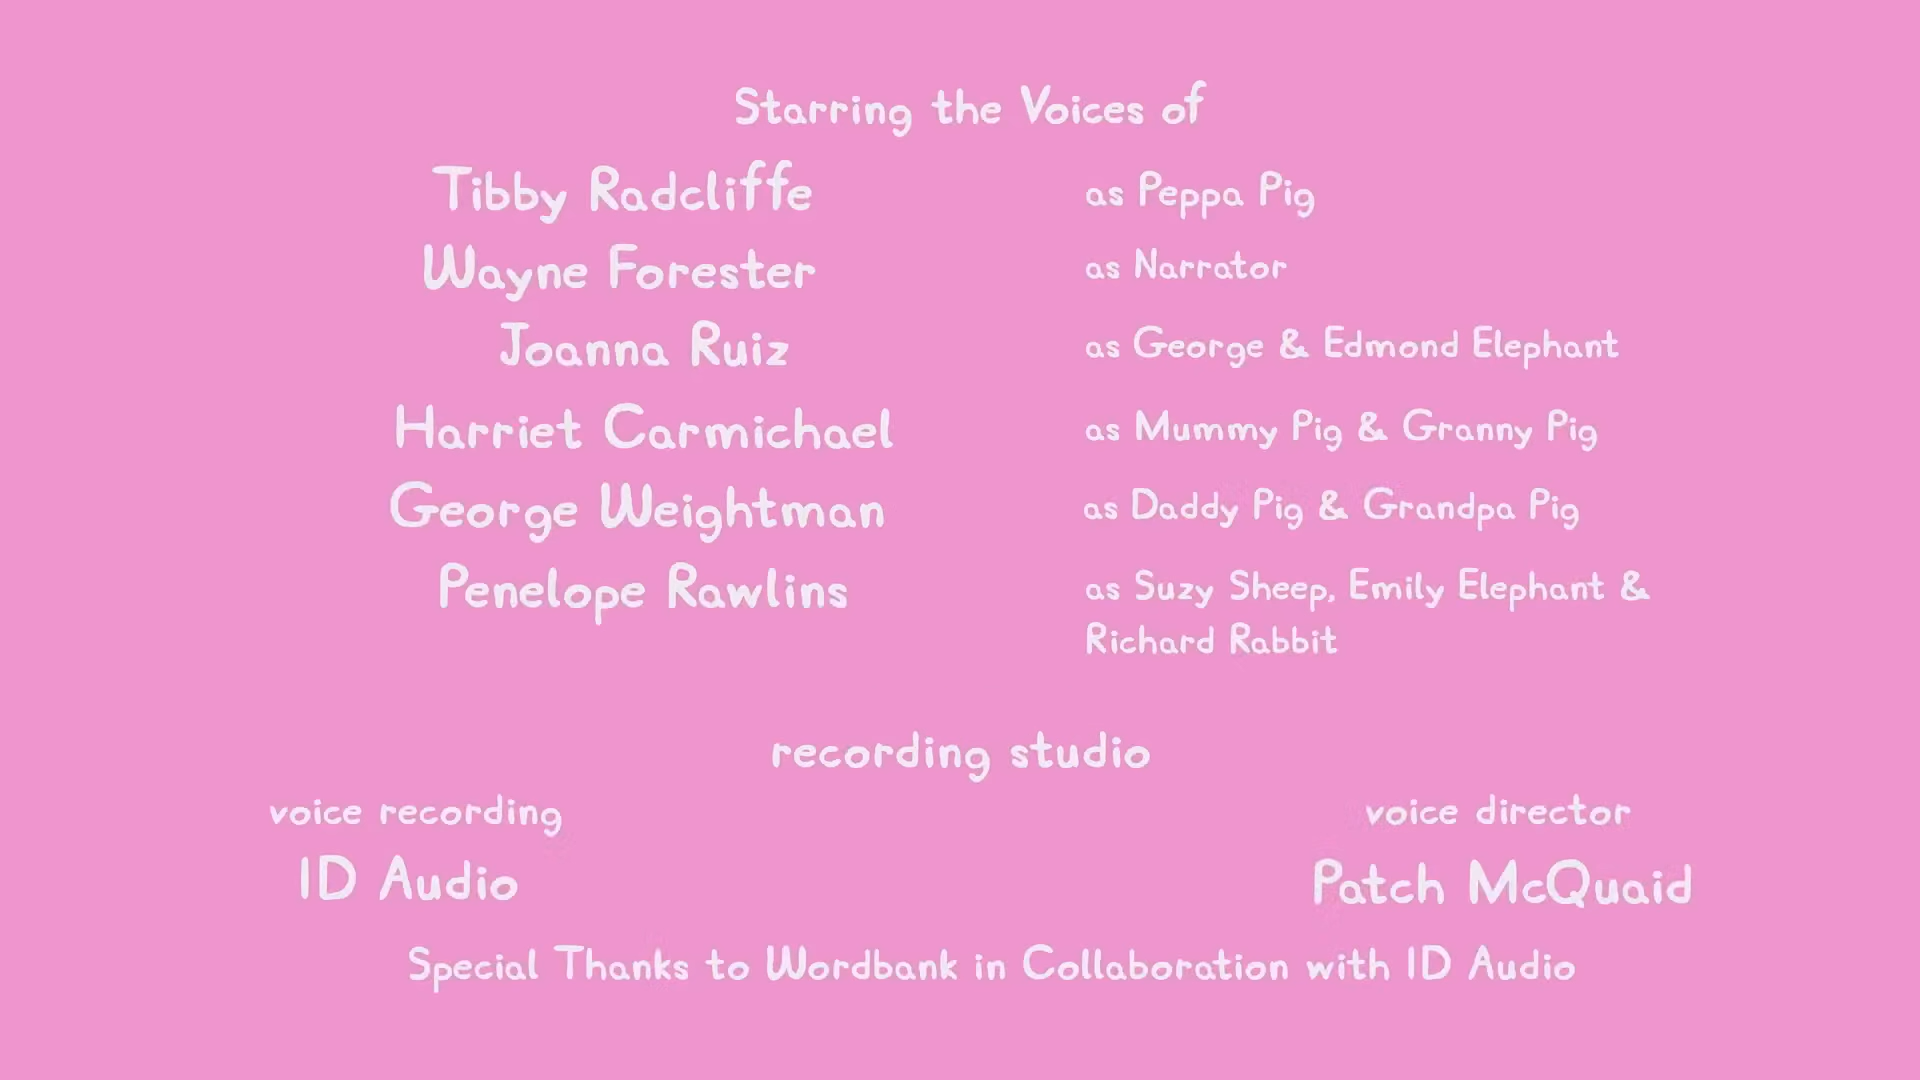 Starring the Voices of
Tibby Radcliffe as Peppa Pig
Wayne Forester as Narrator
Joanna Ruiz as George & Edmond Elephant
Harriet Carmichael as Mummy Pig & Granny Pig
George Weightman as Daddy Pig & Grandpa Pig
Penelope Rawlins as Suzy Sheep, Emily Elephant &
Richard Rabbit
recording studio
voice recording voice director
ID Audio Patch McQuaid
Special Thanks to Wordbank in Collaboration with ID Audio